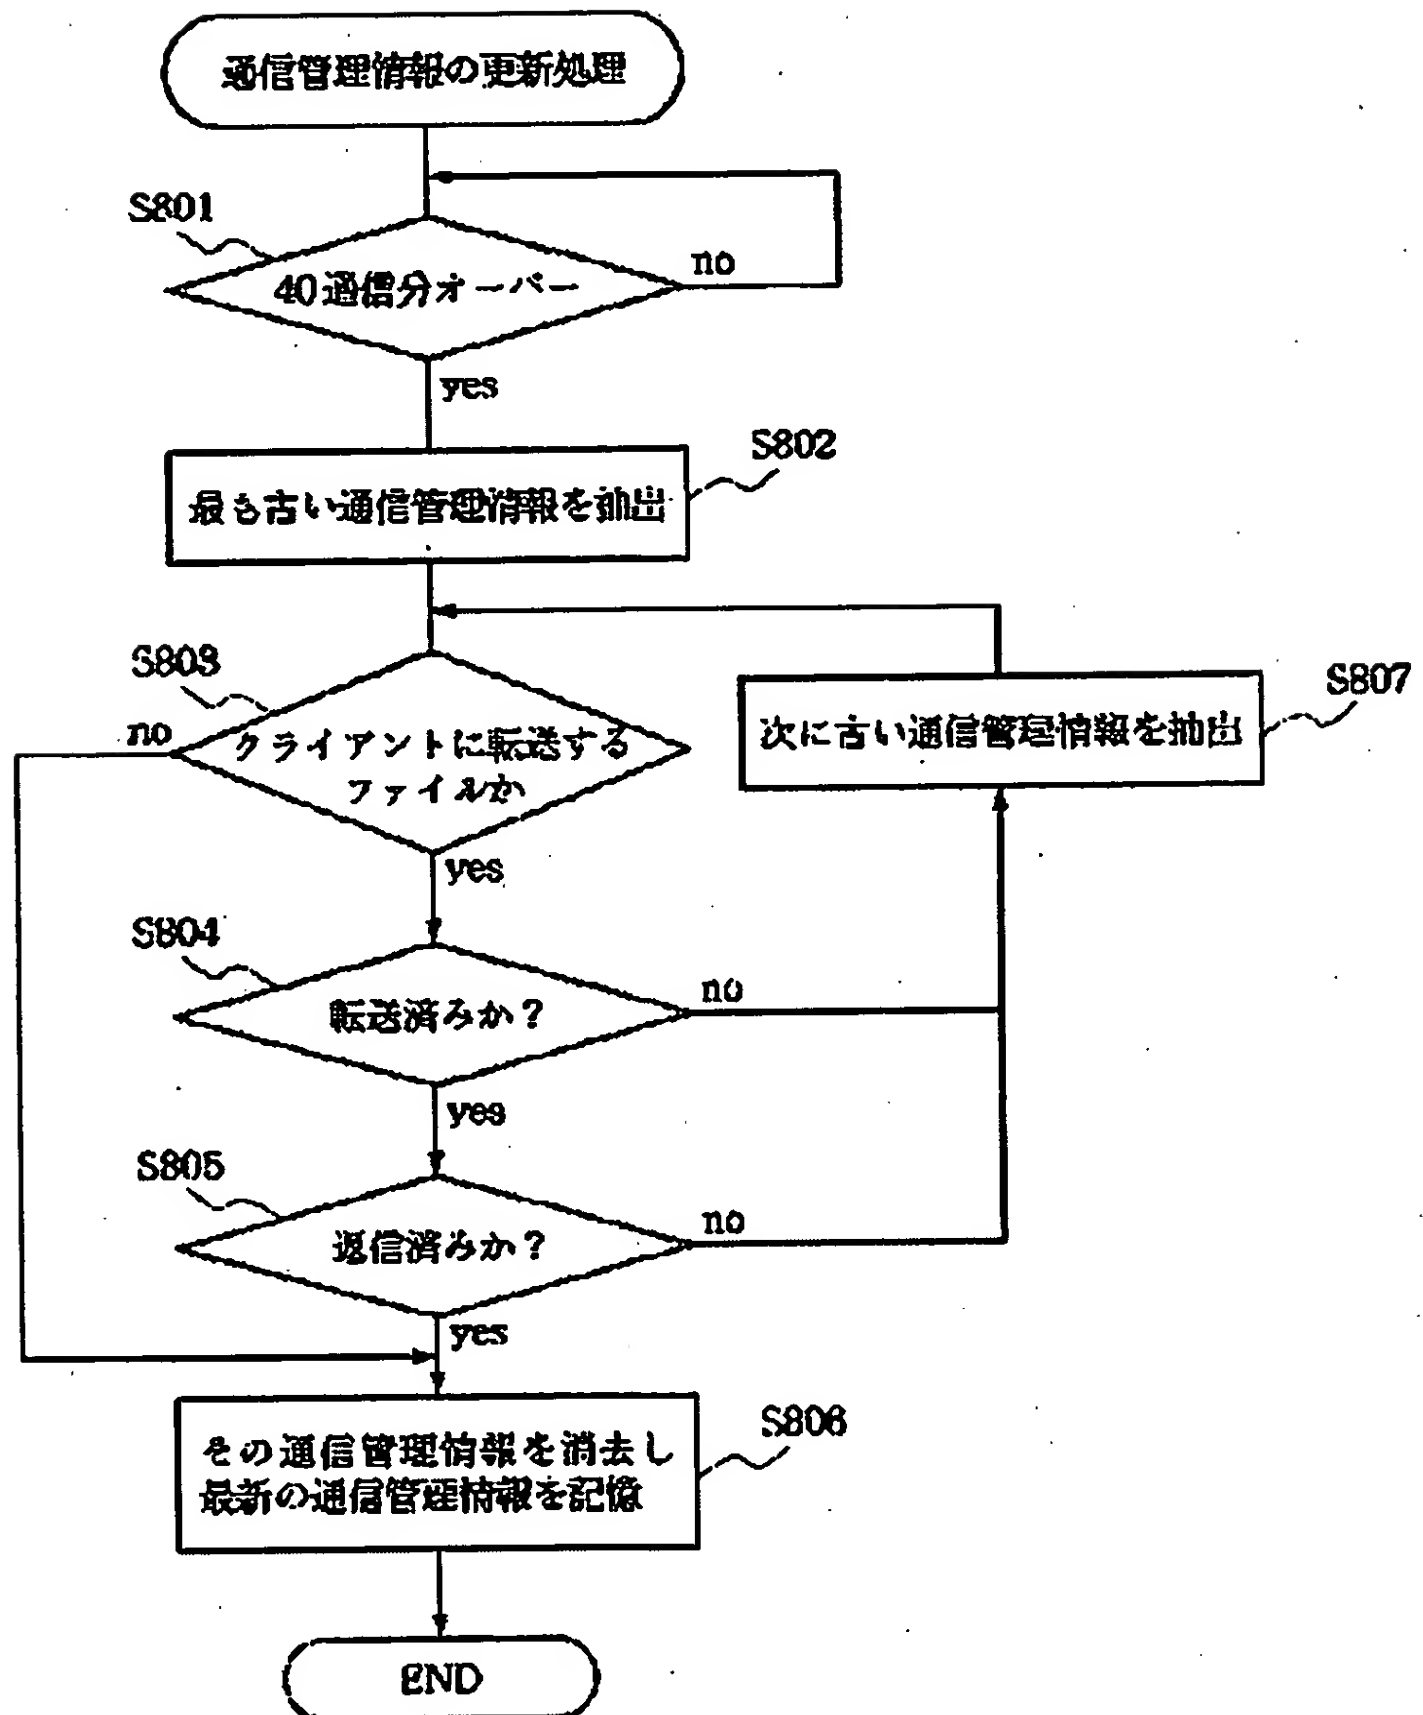 通信管理情報の更新処理
S801
40通信分オーバー
no
yes
S802
最も古い通信管理情報を抽出
S803
no
クライアントに転送する
ファイルか
yes
S807
次に古い通信管理情報を抽出
S804
転送済みか？
no
yes
S805
返信済みか？
no
yes
S806
その通信管理情報を消去し
最新の通信管理情報を記憶
END